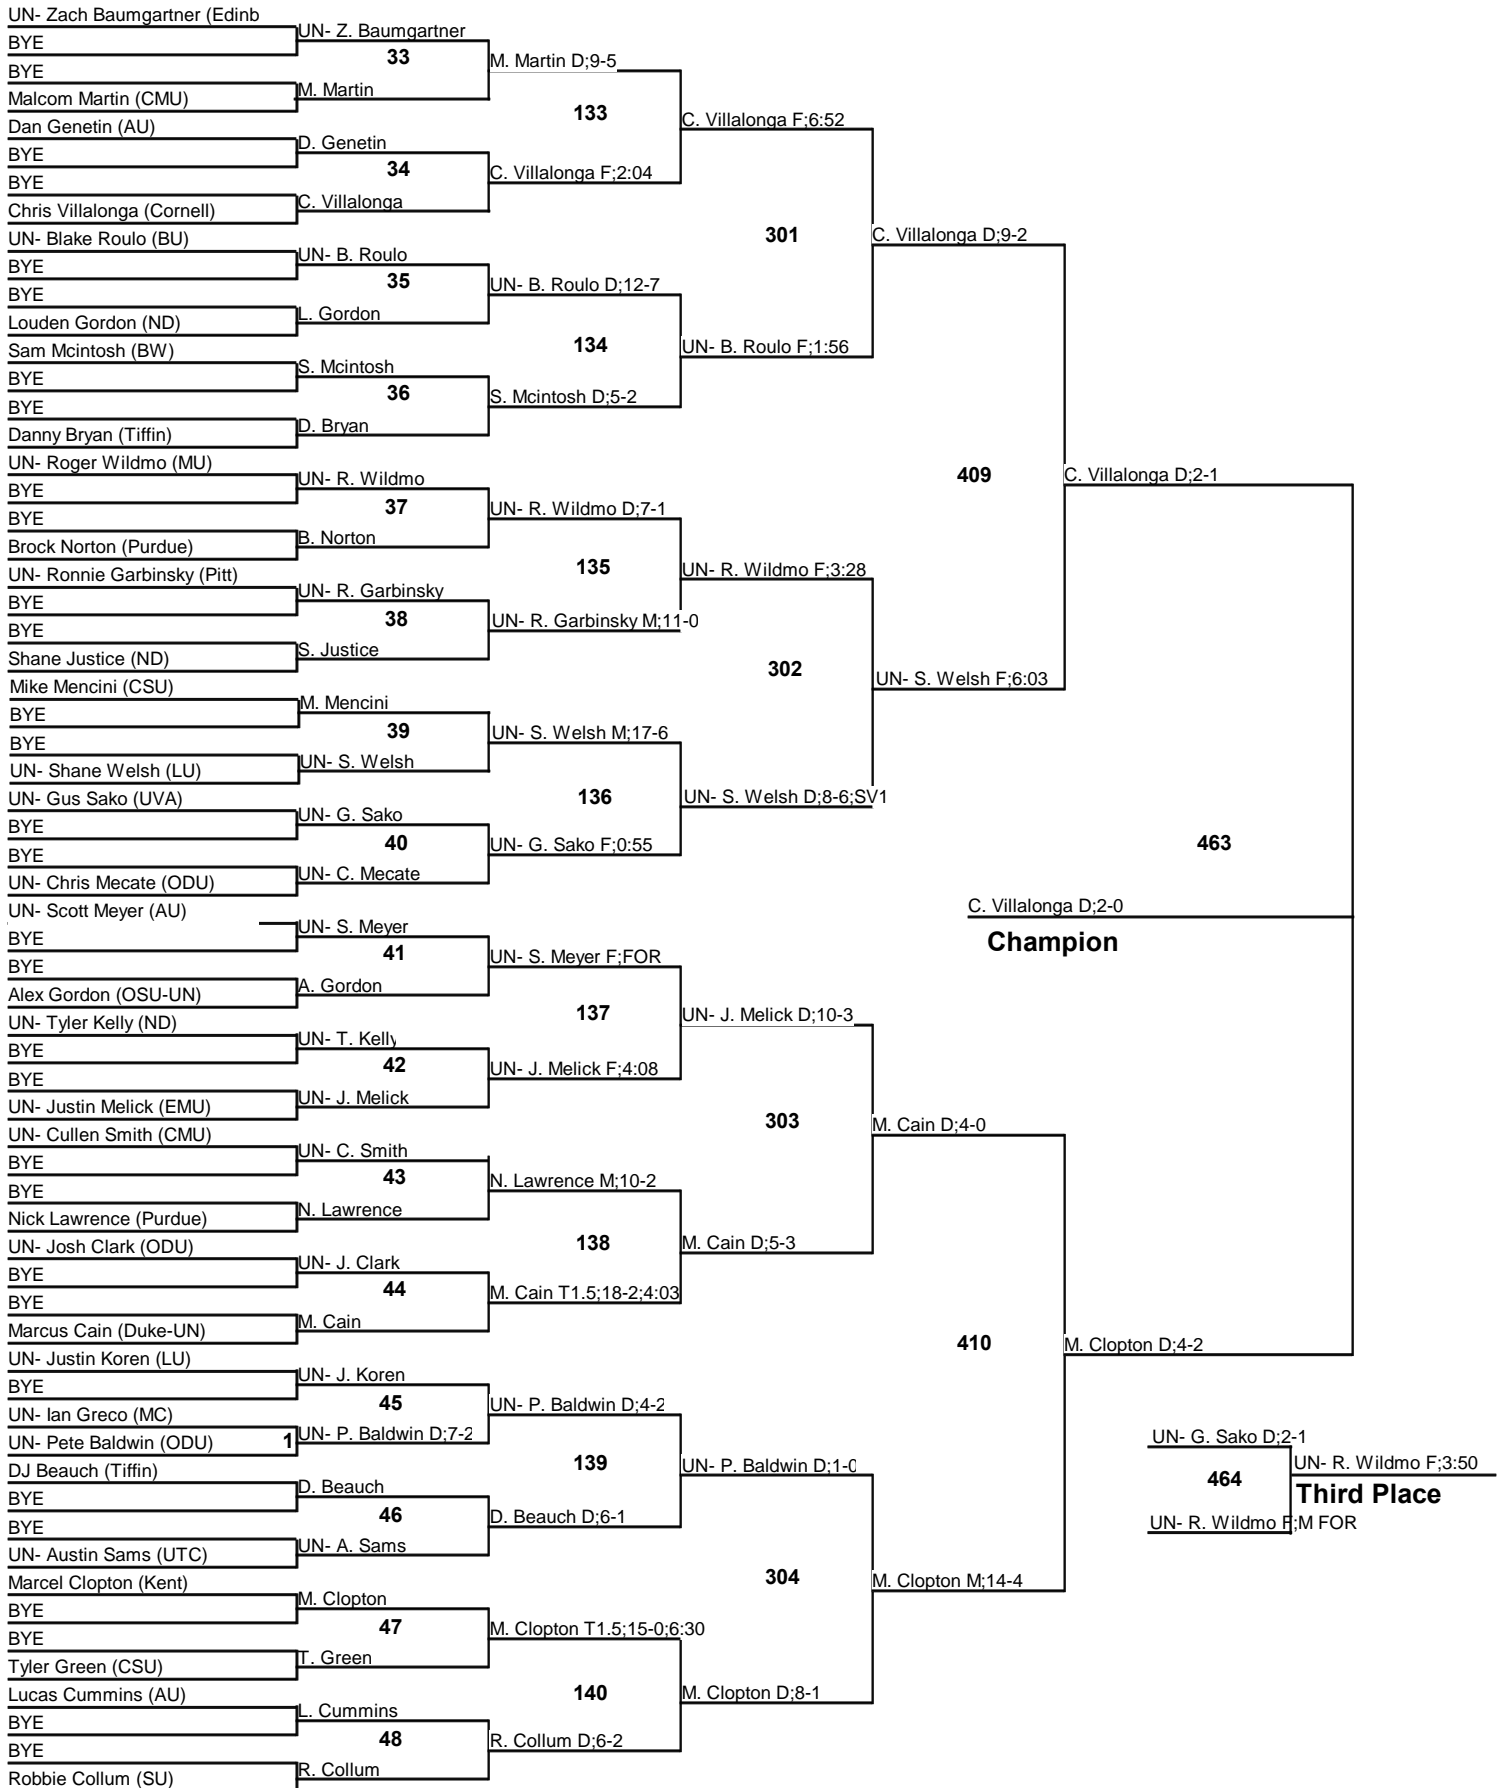 UN- Zach Baumgartner (Edinb
BYE
BYE
Malcom Martin (CMU)
Dan Genetin (AU)
BYE
BYE
Chris Villalonga (Cornell)
UN- Blake Roulo (BU)
BYE
BYE
Louden Gordon (ND)
Sam Mcintosh (BW)
BYE
BYE
Danny Bryan (Tiffin)
UN- Roger Wildmo (MU)
BYE
BYE
Brock Norton (Purdue)
UN- Ronnie Garbinsky (Pitt)
BYE
BYE
Shane Justice (ND)
Mike Mencini (CSU)
BYE
BYE
UN- Shane Welsh (LU)
UN- Gus Sako (UVA)
BYE
BYE
UN- Chris Mecate (ODU)
UN- Scott Meyer (AU)
BYE
BYE
Alex Gordon (OSU-UN)
UN- Tyler Kelly (ND)
BYE
BYE
UN- Justin Melick (EMU)
UN- Cullen Smith (CMU)
BYE
BYE
Nick Lawrence (Purdue)
UN- Josh Clark (ODU)
BYE
BYE
Marcus Cain (Duke-UN)
UN- Justin Koren (LU)
BYE
UN- Ian Greco (MC)
UN- Pete Baldwin (ODU)
1
DJ Beauch (Tiffin)
BYE
BYE
UN- Austin Sams (UTC)
Marcel Clopton (Kent)
BYE
BYE
Tyler Green (CSU)
Lucas Cummins (AU)
BYE
BYE
Robbie Collum (SU)
UN- Z. Baumgartner
33
M. Martin
D. Genetin
34
C. Villalonga
UN- B. Roulo
35
L. Gordon
S. Mcintosh
36
D. Bryan
UN- R. Wildmo
37
B. Norton
UN- R. Garbinsky
38
S. Justice
M. Mencini
39
UN- S. Welsh
UN- G. Sako
40
UN- C. Mecate
UN- S. Meyer
41
A. Gordon
UN- T. Kelly
42
UN- J. Melick
UN- C. Smith
43
N. Lawrence
UN- J. Clark
44
M. Cain
UN- J. Koren
45
UN- P. Baldwin D;7-2
D. Beauch
46
UN- A. Sams
M. Clopton
47
T. Green
L. Cummins
48
R. Collum
M. Martin D;9-5
133
C. Villalonga F;2:04
UN- B. Roulo D;12-7
134
S. Mcintosh D;5-2
UN- R. Wildmo D;7-1
135
UN- R. Garbinsky M;11-0
UN- S. Welsh M;17-6
136
UN- G. Sako F;0:55
UN- S. Meyer F;FOR
137
UN- J. Melick F;4:08
N. Lawrence M;10-2
138
M. Cain T1.5;18-2;4:03
UN- P. Baldwin D;4-2
139
D. Beauch D;6-1
M. Clopton T1.5;15-0;6:30
140
R. Collum D;6-2
C. Villalonga F;6:52
301
UN- B. Roulo F;1:56
UN- R. Wildmo F;3:28
302
UN- S. Welsh D;8-6;SV1
UN- J. Melick D;10-3
303
M. Cain D;5-3
UN- P. Baldwin D;1-0
304
M. Clopton D;8-1
C. Villalonga D;9-2
409
UN- S. Welsh F;6:03
M. Cain D;4-0
410
M. Clopton M;14-4
C. Villalonga D;2-1
463
M. Clopton D;4-2
C. Villalonga D;2-0
Champion
UN- G. Sako D;2-1
464
UN- R. Wildmo F;M FOR
UN- R. Wildmo F;3:50
Third Place